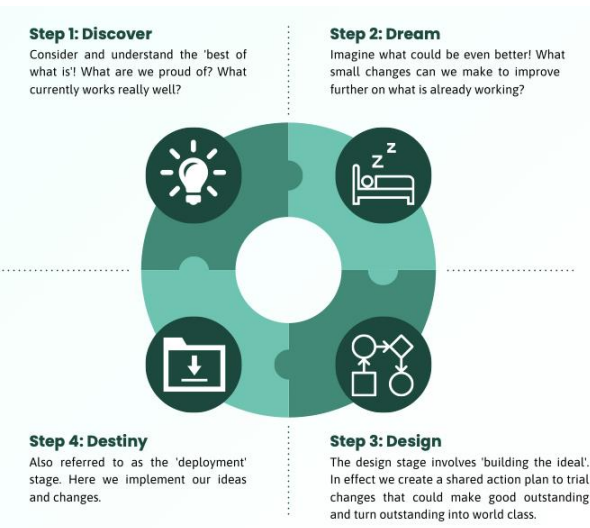 Step 1: Discover
Consider and understand the 'best of
what is'! What are we proud of? What
currently works really well?
Step 2: Dream
Imagine what could be even better! What
small changes can we make to improve
further on what is already working?
z z
Step 4: Destiny
Also referred to as the 'deployment'
stage. Here we implement our ideas
and changes.
Step 3: Design
The design stage involves 'building the ideal'.
In effect we create a shared action plan to trial
changes that could make good outstanding
and turn outstanding into world class.